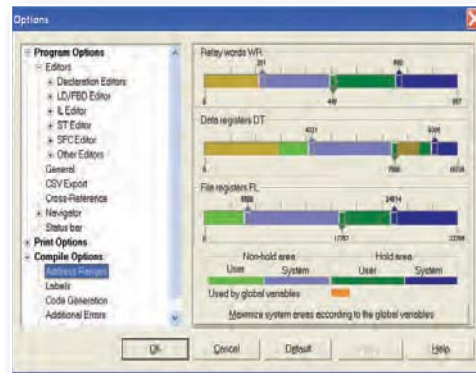 Options
Program Options
Editors
Declaration Editors
LD/FBD Editor
IL Editor
ST Editor
SFC Editor
Other Editors
General
CSV Export
Cross-Reference
Navigator
Status bar
Print Options
Compile Options
Address Ranges
Labels
Code Generation
Additional Errors
Relay words WR
0
Data registers DT
0
File registers FL
24614
0
17787
Non-hold area
Hold area
User
System
User
System
Used by global variables
Maximize system areas according to the global variables
OK
Cancel
Default
Help